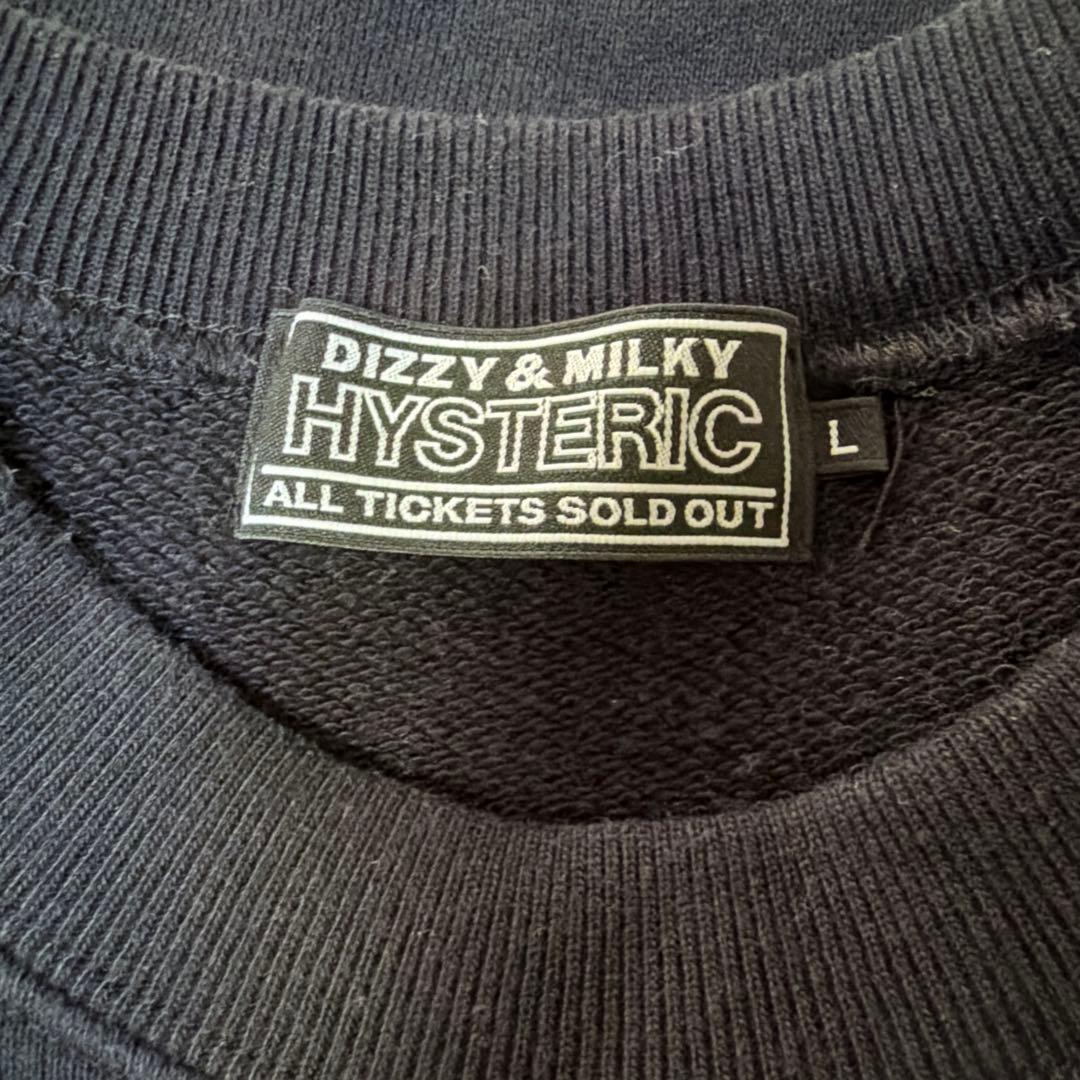 DIZZY & MILKY
HYSTERIC
ALL TICKETS SOLD OUT
L